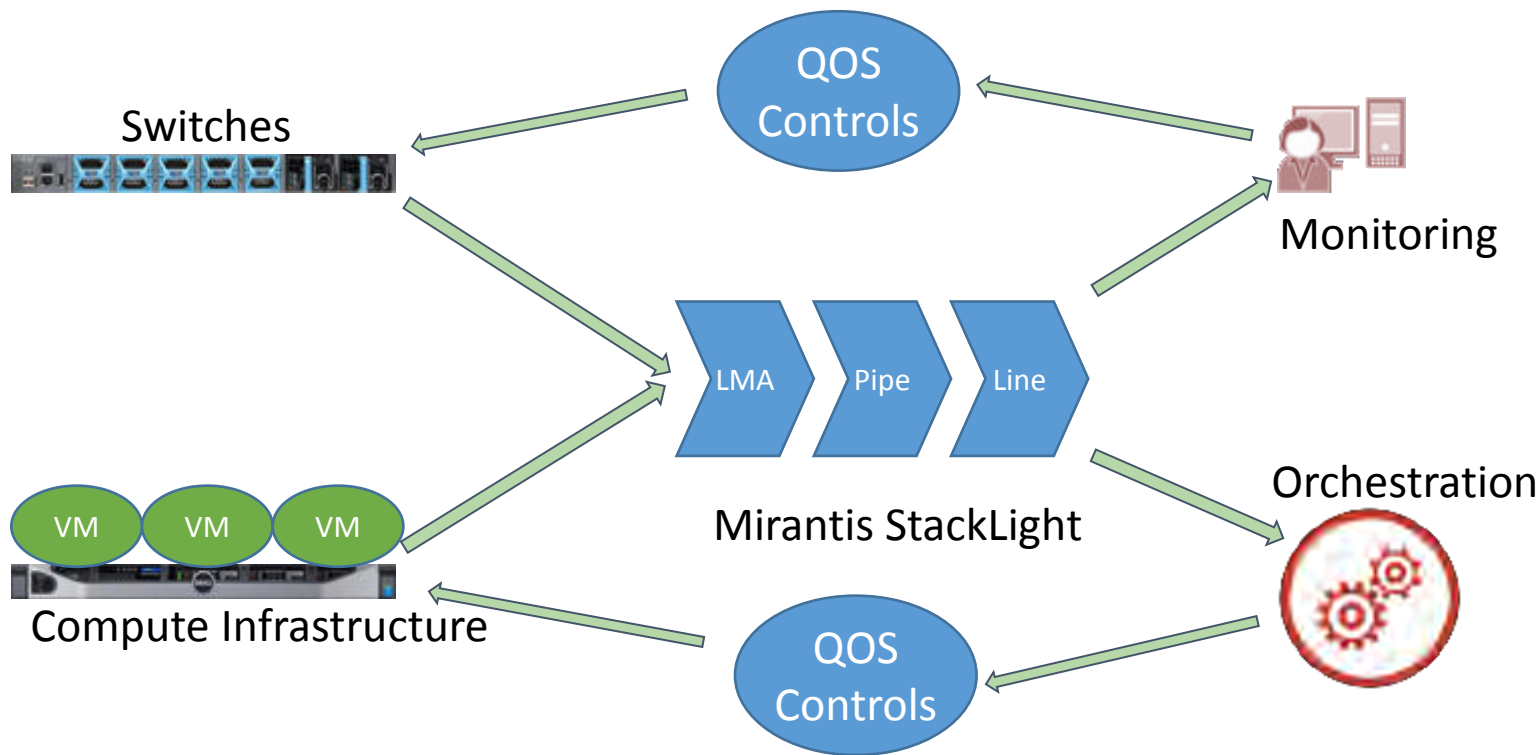 QOS
Controls
Switches
Monitoring
LMA
Pipe
Line
Mirantis StackLight
Orchestration
VM
VM
VM
Compute Infrastructure
QOS
Controls